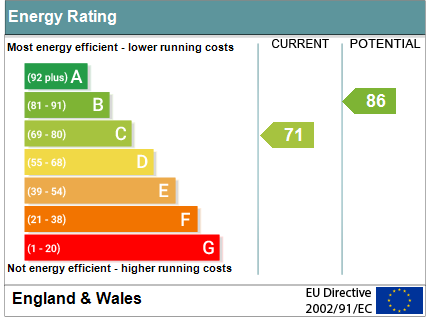 Energy Rating
CURRENT
POTENTIAL
Most energy efficient - lower running costs
(92 plus) A
(81 - 91) B
86
(69 - 80) C
71
(55 - 68) D
(39 - 54) E
(21 - 38) F
(1 - 20) G
Not energy efficient - higher running costs
England & Wales
EU Directive
2002/91/EC